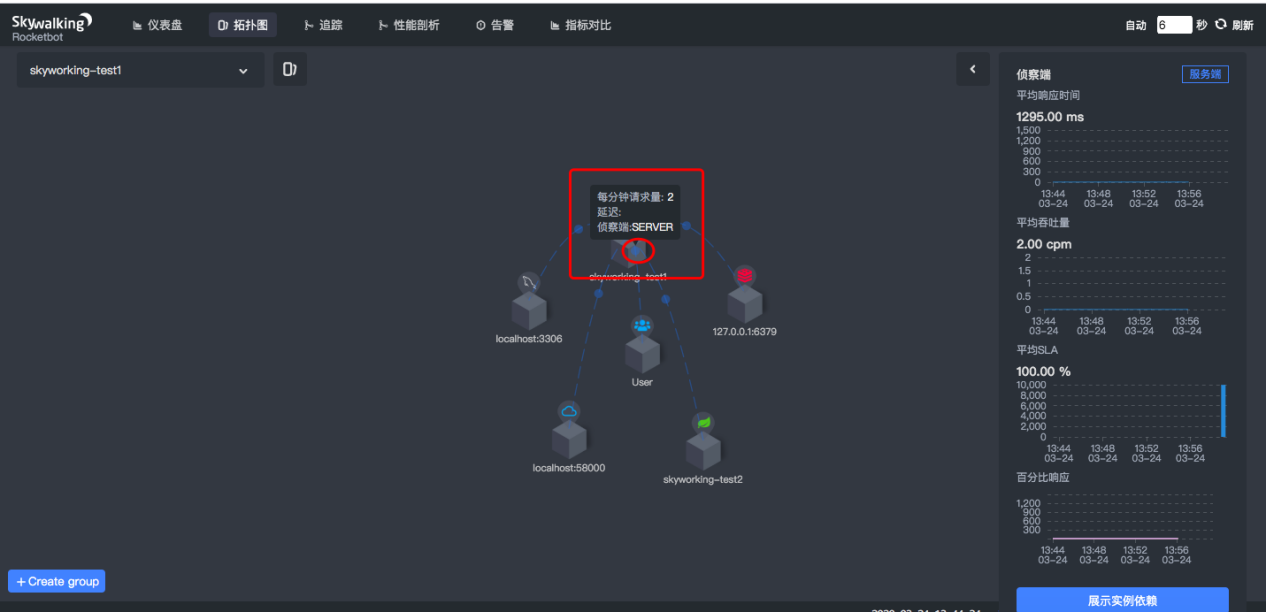 Skywalking
Rocketbot
仪表盘
拓扑图
追踪
性能剖析
告警
指标对比
自动 6 秒 刷新
skyworking-test1
每分钟请求量: 2
延迟:
侦察端:SERVER
skyworking-test1
localhost:3306
127.0.0.1:6379
User
localhost:58000
skyworking-test2
+ Create group
侦察端
服务端
平均响应时间
1295.00 ms
1,500
1,200
900
600
300
0
13:44 13:48 13:52 13:56
03-24 03-24 03-24 03-24
平均吞吐量
2.00 cpm
2
1.5
1
0.5
0
13:44 13:48 13:52 13:56
03-24 03-24 03-24 03-24
平均SLA
100.00 %
10,000
8,000
6,000
4,000
2,000
0
13:44 13:48 13:52 13:56
03-24 03-24 03-24 03-24
百分比响应
1,200
900
600
300
13:44 13:48 13:52 13:56
03-24 03-24 03-24 03-24
展示实例依赖